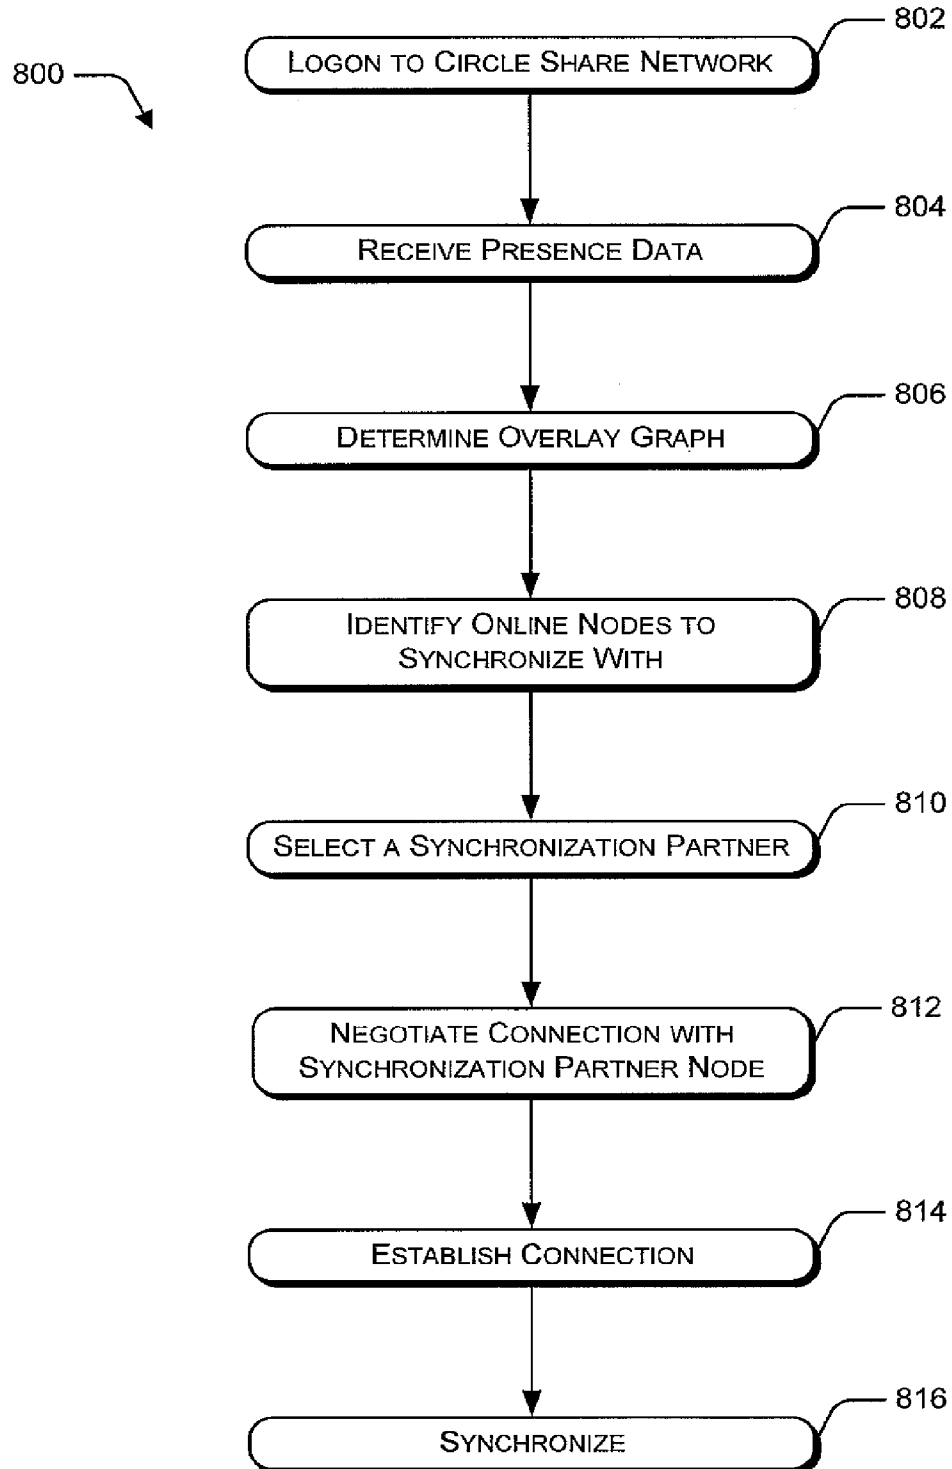 802
LOGON TO CIRCLE SHARE NETWORK
800
804
RECEIVE PRESENCE DATA
806
DETERMINE OVERLAY GRAPH
808
IDENTIFY ONLINE NODES TO
SYNCHRONIZE WITH
810
SELECT A SYNCHRONIZATION PARTNER
812
NEGOTIATE CONNECTION WITH
SYNCHRONIZATION PARTNER NODE
814
ESTABLISH CONNECTION
816
SYNCHRONIZE